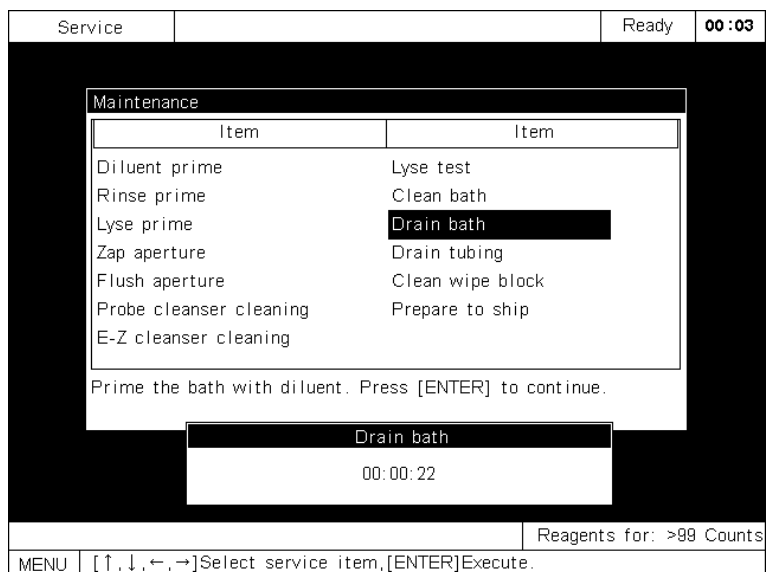 Service Ready 00:03
Maintenance
Item Item
Diluent prime Lyse test
Rinse prime Clean bath
Lyse prime Drain bath
Zap aperture Drain tubing
Flush aperture Clean wipe block
Probe cleanser cleaning Prepare to ship
E-Z cleanser cleaning
Prime the bath with diluent. Press [ENTER] to continue.
Drain bath
00:00:22
Reagents for: >99 Counts
MENU [↑,↓,←,→]Select service item,[ENTER]Execute.